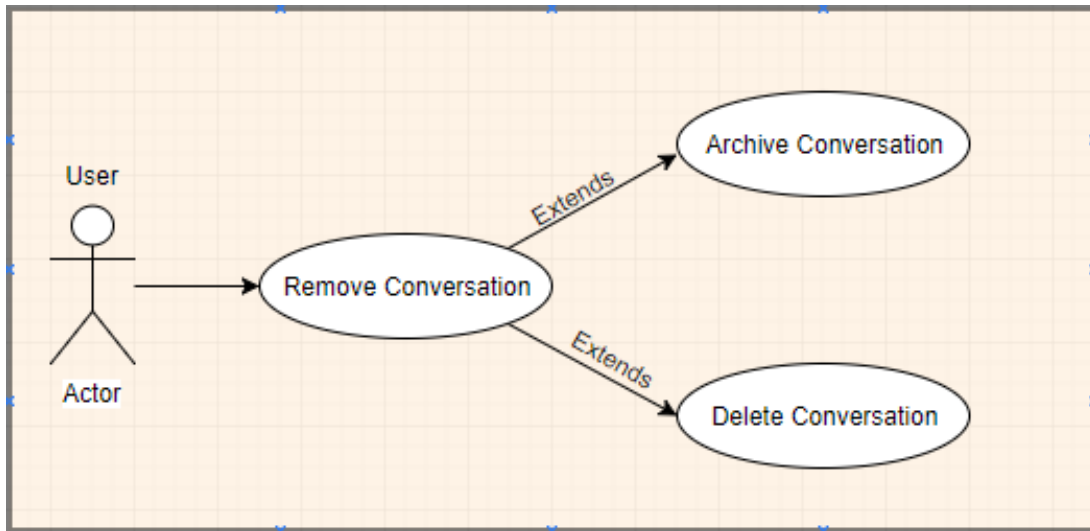 User
Actor
Remove Conversation
Extends
Archive Conversation
Extends
Delete Conversation